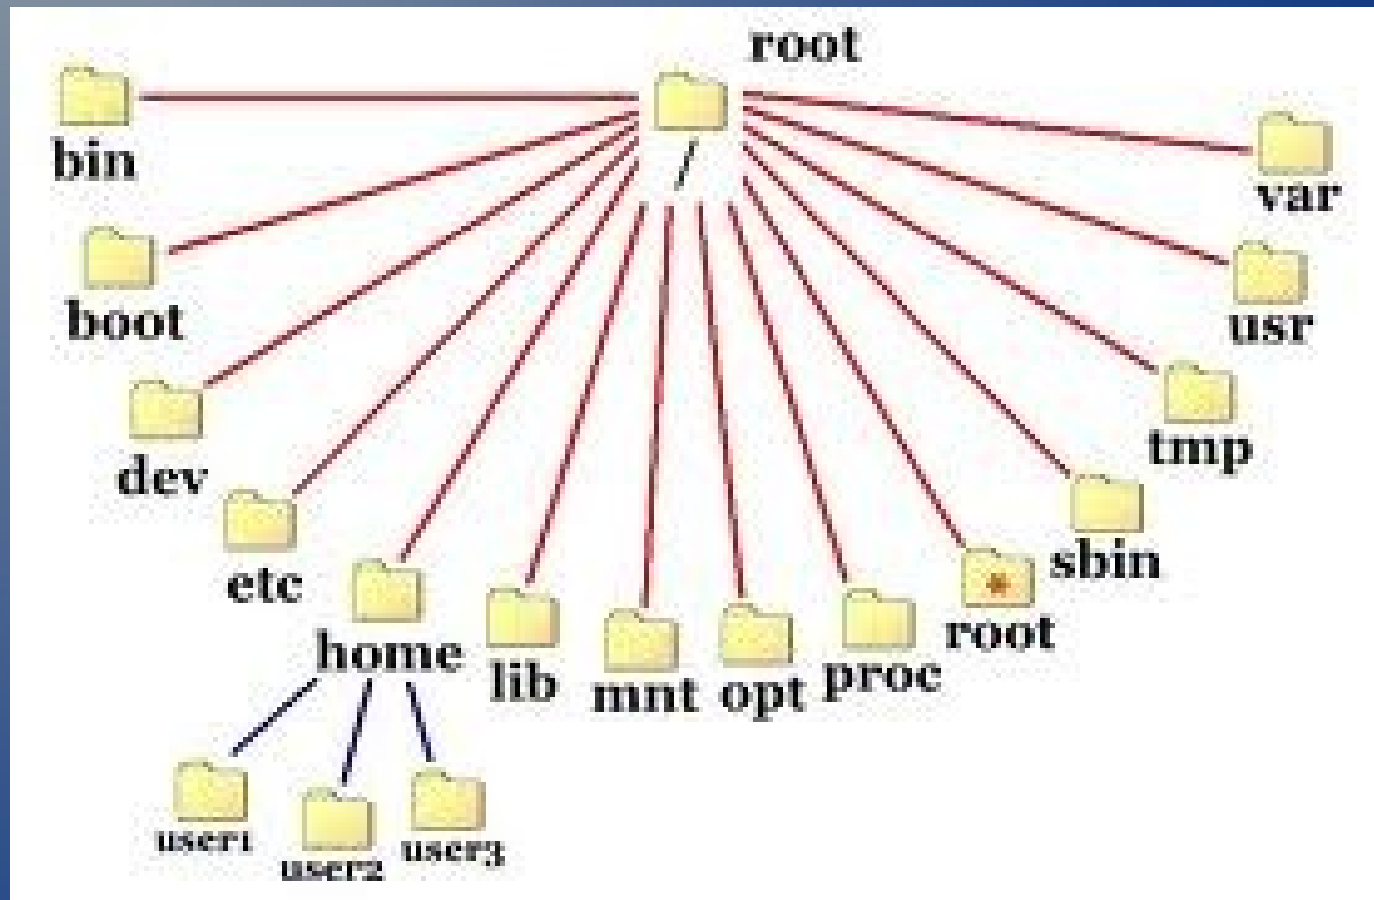 root
/
bin
var
boot
usr
dev
tmp
etc
sbin
home
lib
mnt
opt
proc
root
user1
user2
user3